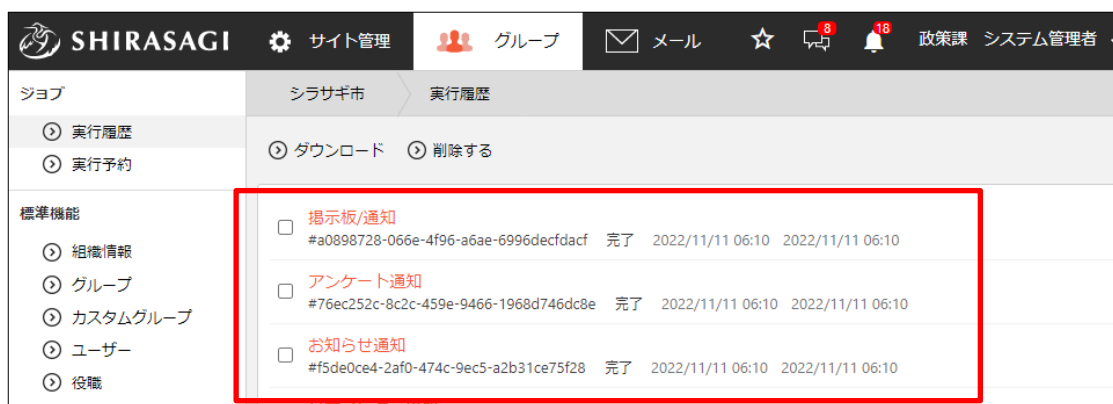 SHIRASAGI サイト管理 グループ メール 8 18 政策課 システム管理者
ジョブ
シラサギ市 実行履歴
実行履歴
実行予約
ダウンロード 削除する
標準機能
組織情報
グループ
カスタムグループ
ユーザー
役職
掲示板/通知
#a0898728-066e-4f96-a6ae-6996decfdacf 完了 2022/11/11 06:10 2022/11/11 06:10
アンケート通知
#76ec252c-8c2c-459e-9466-1968d746dc8e 完了 2022/11/11 06:10 2022/11/11 06:10
お知らせ通知
#f5de0ce4-2af0-474c-9ec5-a2b31ce75f28 完了 2022/11/11 06:10 2022/11/11 06:10